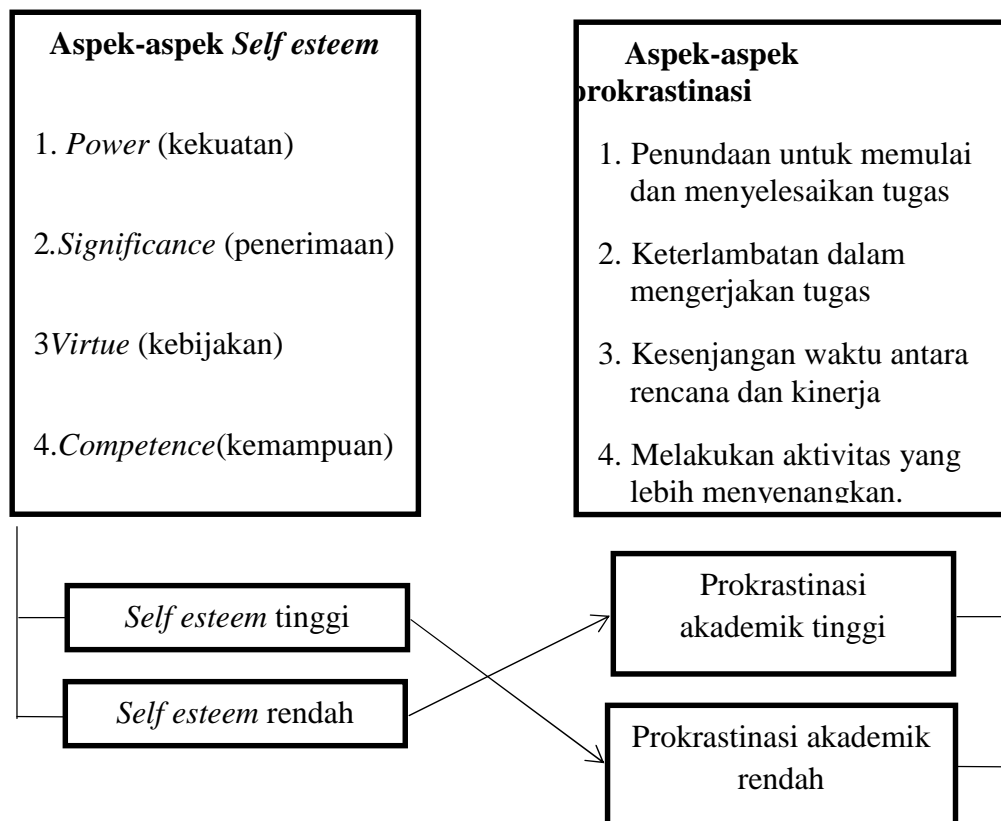 Aspek-aspek Self esteem
1. Power (kekuatan)
2.Significance (penerimaan)
3Virtue (kebijakan)
4.Competence(kemampuan)
Aspek-aspek
prokrastinasi
1. Penundaan untuk memulai
dan menyelesaikan tugas
2. Keterlambatan dalam
mengerjakan tugas
3. Kesenjangan waktu antara
rencana dan kinerja
4. Melakukan aktivitas yang
lebih menyenangkan.
Self esteem tinggi
Self esteem rendah
Prokrastinasi
akademik tinggi
Prokrastinasi akademik
rendah